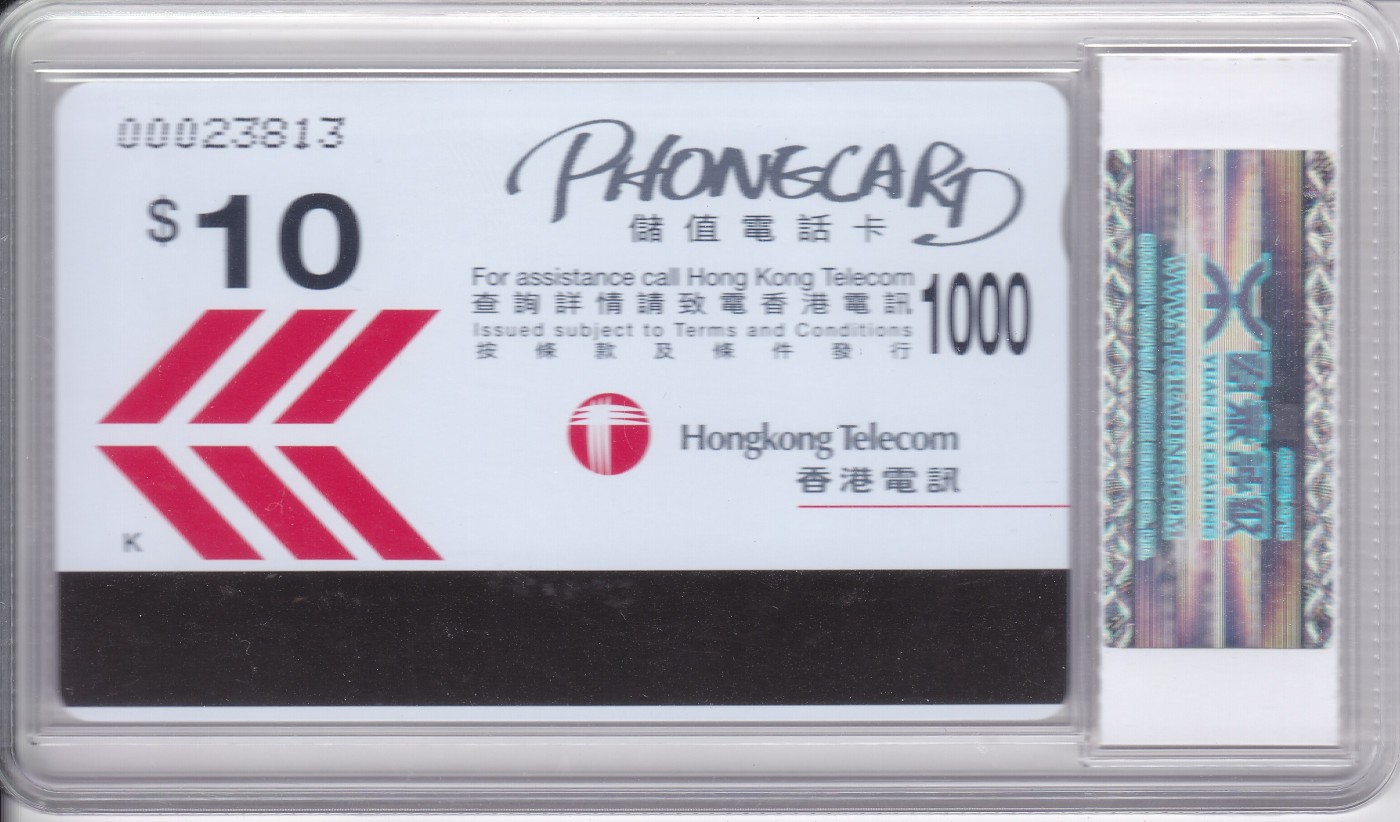 00023813
$10
PHONECARD
儲值電話卡
For assistance call Hong Kong Telecom
查詢詳情請致電香港電訊
Issued subject to Terms and Conditions
按條款及條件發行
1000
Hongkong Telecom
香港電訊
K